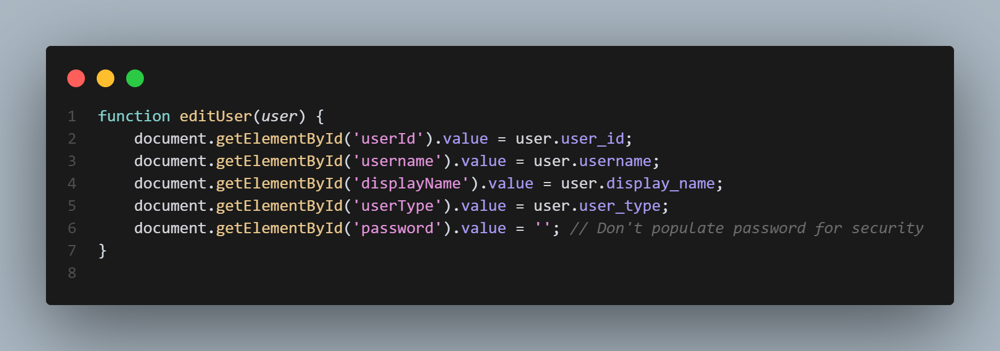 1 function editUser(user) {
2     document.getElementById('userId').value = user.user_id;
3     document.getElementById('username').value = user.username;
4     document.getElementById('displayName').value = user.display_name;
5     document.getElementById('userType').value = user.user_type;
6     document.getElementById('password').value = ''; // Don't populate password for security
7 }
8